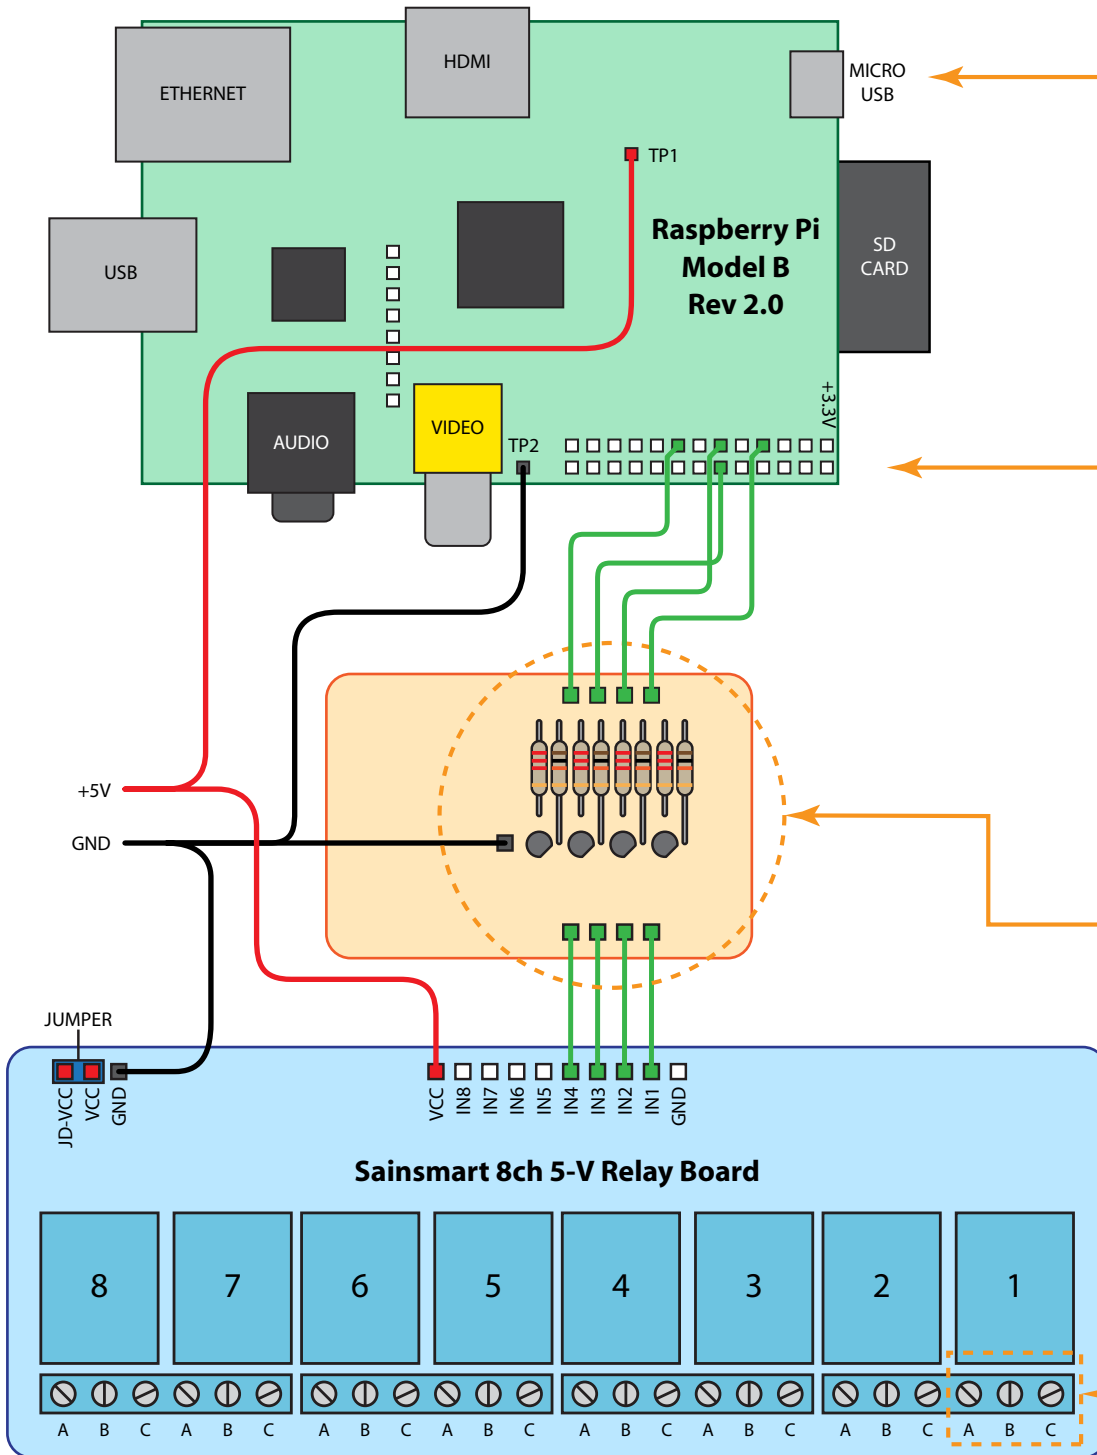 HDMI
MICRO
USB
ETHERNET
TP1
Raspberry Pi
Model B
Rev 2.0
SD
CARD
USB
+3.3V
AUDIO
VIDEO
TP2
+5V
GND
JUMPER
JD-VCC
VCC
GND
VCC
IN8
IN7
IN6
IN5
IN4
IN3
IN2
IN1
GND
Sainsmart 8ch 5-V Relay Board
8 7 6 5 4 3 2 1
A B C A B C A B C A B C A B C A B C A B C A B C